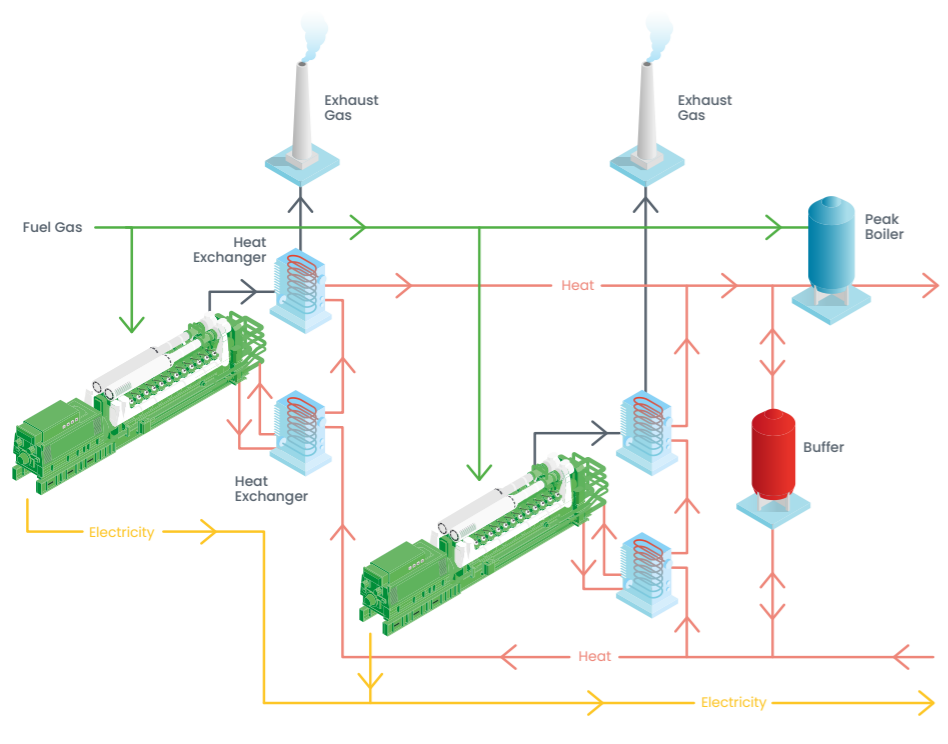 Exhaust
Gas
Exhaust
Gas
Fuel Gas
Peak
Boiler
Heat
Exchanger
Heat
Buffer
Heat
Exchanger
Electricity
Heat
Electricity